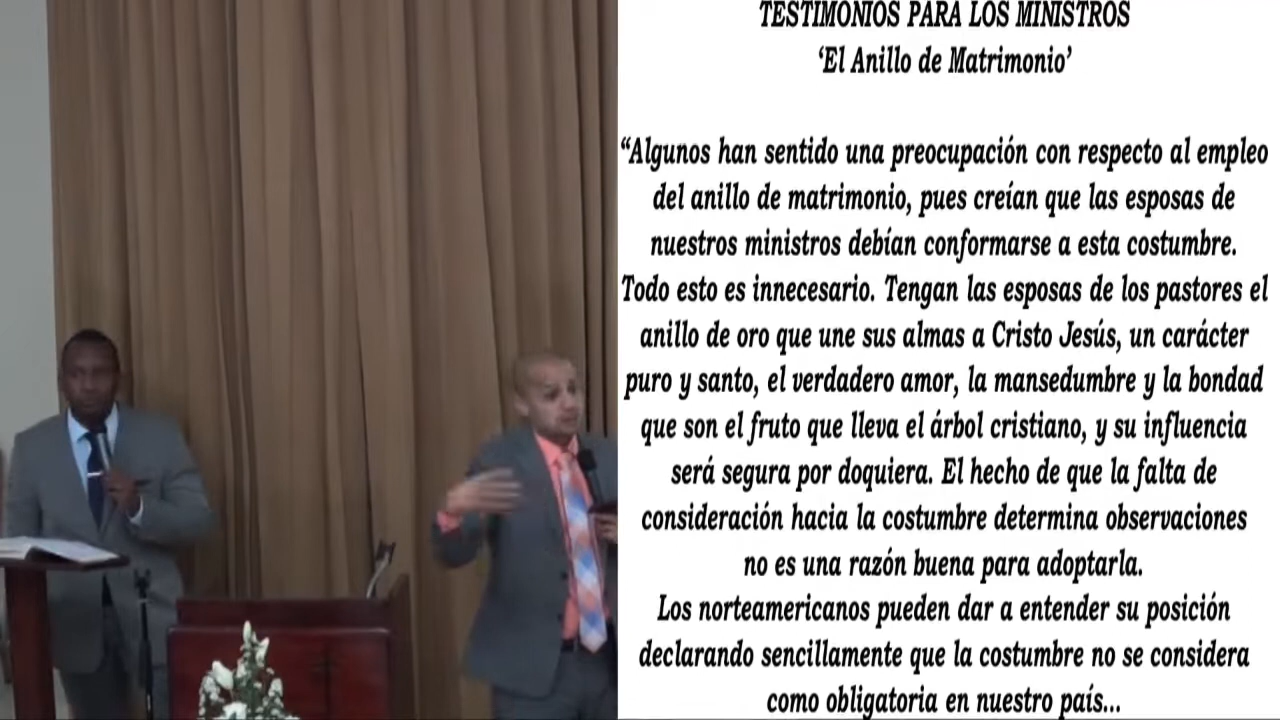 TESTIMONIOS PARA LOS MINISTROS
‘El Anillo de Matrimonio’
“Algunos han sentido una preocupación con respecto al empleo
del anillo de matrimonio, pues creían que las esposas de
nuestros ministros debían conformarse a esta costumbre.
Todo esto es innecesario. Tengan las esposas de los pastores el
anillo de oro que une sus almas a Cristo Jesús, un carácter
puro y santo, el verdadero amor, la mansedumbre y la bondad
que son el fruto que lleva el árbol cristiano, y su influencia
será segura por doquiera. El hecho de que la falta de
consideración hacia la costumbre determina observaciones
no es una razón buena para adoptarla.
Los norteamericanos pueden dar a entender su posición
declarando sencillamente que la costumbre no se considera
como obligatoria en nuestro país...